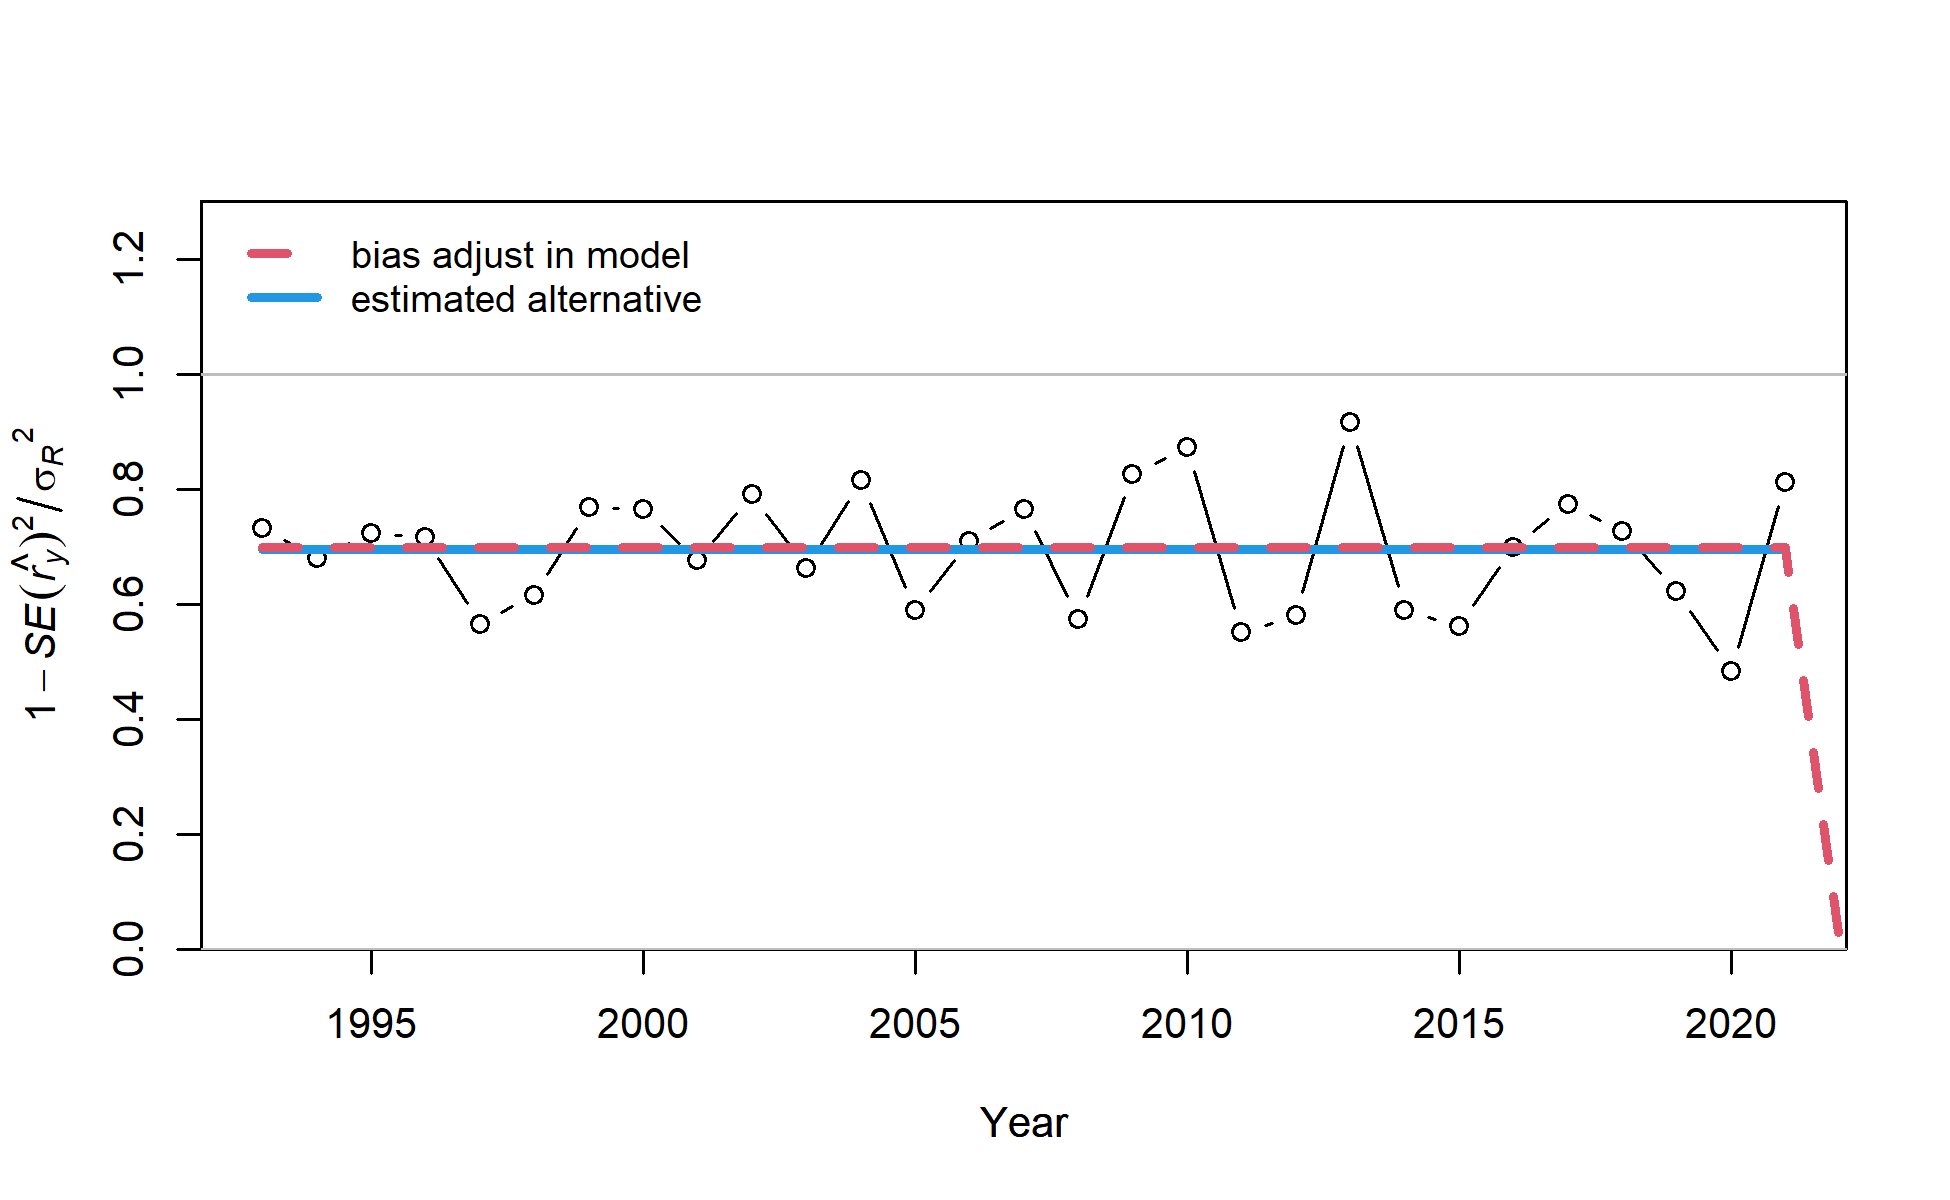 bias adjust in model
estimated alternative
1.2
1.0
0.8
0.6
0.4
0.2
0.0
1 − SE(r̂y)² / σR²
1995 2000 2005 2010 2015 2020
Year